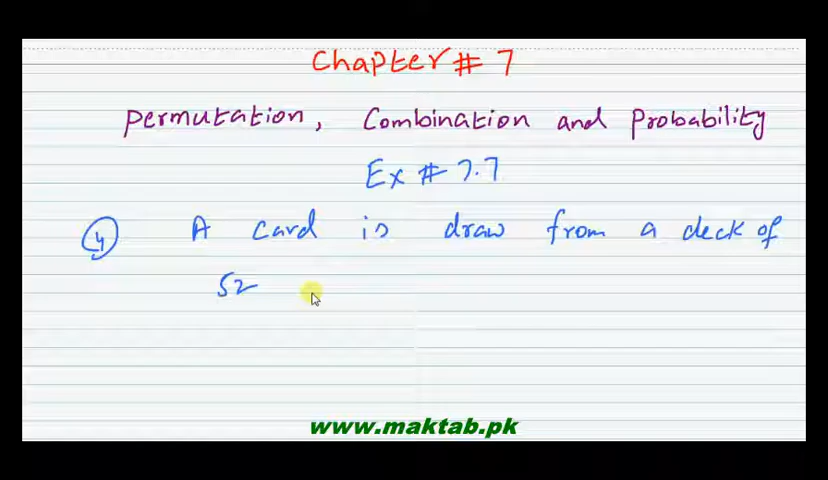 Chapter # 7
Permutation, Combination and Probability
Ex # 7.7
4 A card is draw from a deck of
52
www.maktab.pk